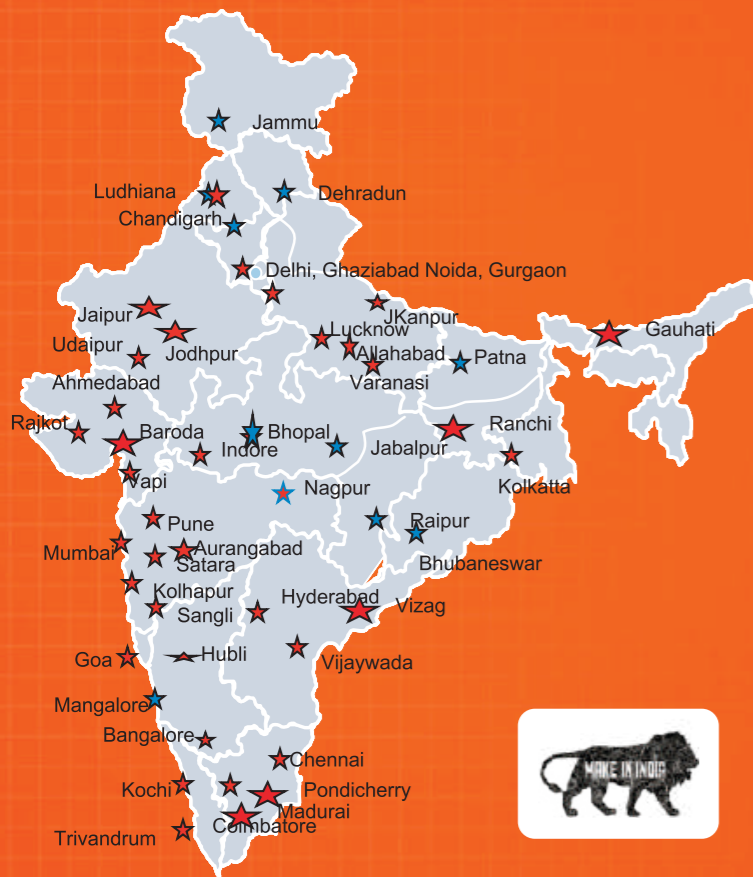 Jammu
Ludhiana
Dehradun
Chandigarh
Delhi, Ghaziabad Noida, Gurgaon
Jaipur
JKanpur
Lucknow
Gauhati
Udaipur
Jodhpur
Allahabad
Patna
Varanasi
Ahmedabad
Rajkot
Baroda
Bhopal
Ranchi
Indore
Jabalpur
Vapi
Nagpur
Kolkatta
Pune
Raipur
Mumbai
Aurangabad
Satara
Bhubaneswar
Kolhapur
Hyderabad
Sangli
Vizag
Goa
Hubli
Vijaywada
Mangalore
Bangalore
Chennai
MAKE IN INDIA
Kochi
Pondicherry
Madurai
Coimbatore
Trivandrum